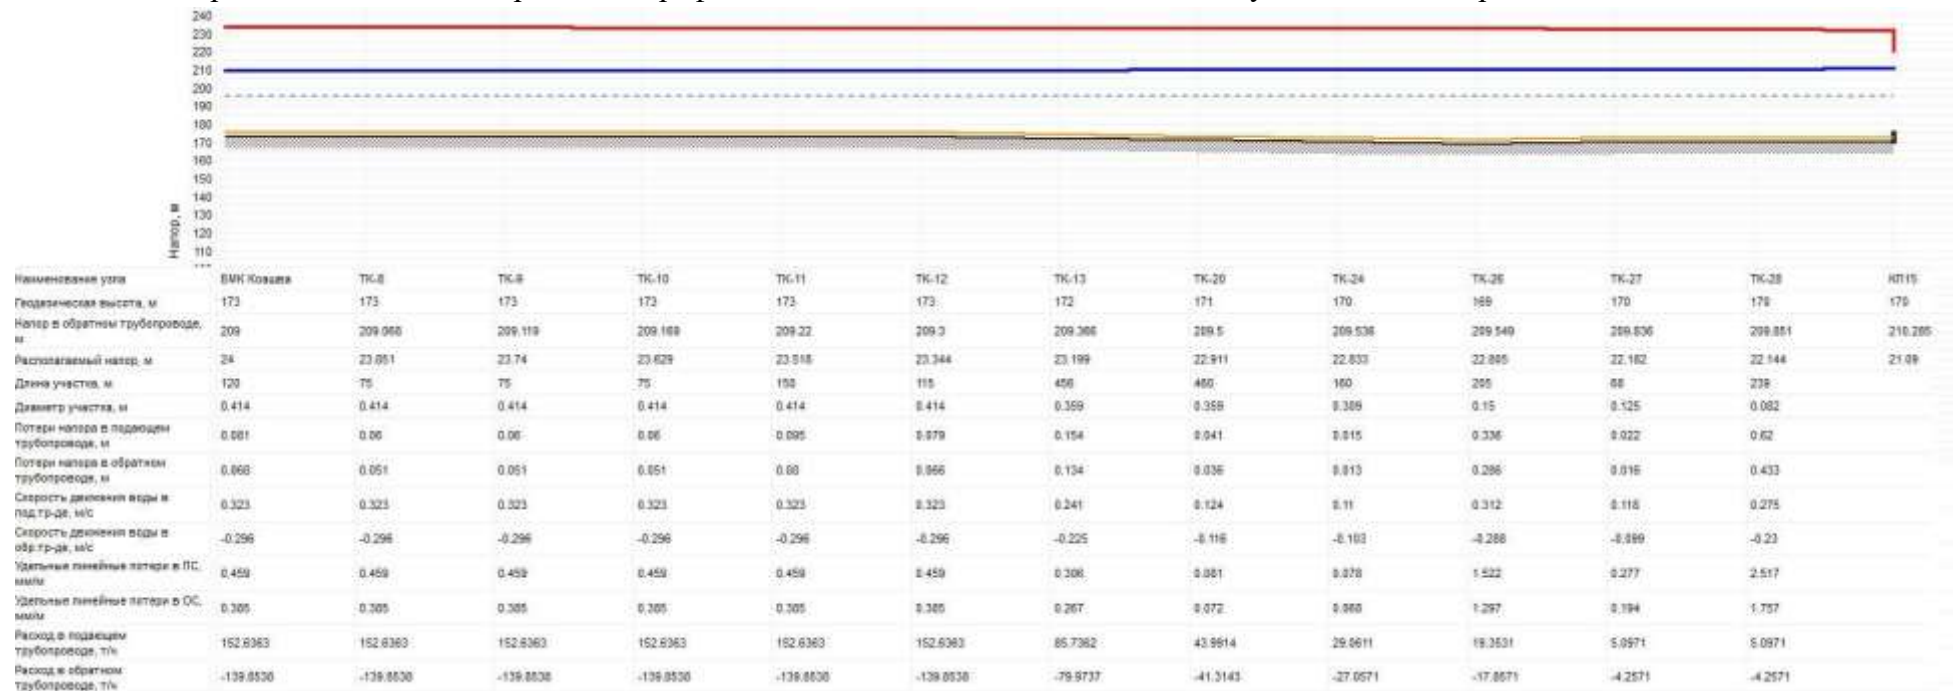 240
230
220
210
200
190
180
170
160
150
140
130
120
110
Напор, м
Наименование узла БМК Ковшева ТК-8 ТК-9 ТК-10 ТК-11 ТК-12 ТК-13 ТК-20 ТК-24 ТК-26 ТК-27 ТК-28 КП15
Геодезическая высота, м 173 173 173 173 173 173 172 171 170 169 170 170 170
Напор в обратном трубопроводе, м 209 209.068 209.119 209.169 209.22 209.3 209.366 209.5 209.536 209.549 209.836 209.851 210.285
Располагаемый напор, м 24 23.851 23.74 23.629 23.518 23.344 23.199 22.911 22.833 22.805 22.182 22.144 21.09
Длина участка, м 120 75 75 75 150 115 456 460 160 205 68 239
Диаметр участка, м 0.414 0.414 0.414 0.414 0.414 0.414 0.359 0.359 0.309 0.15 0.125 0.082
Потери напора в подающем
трубопроводе, м 0.081 0.06 0.06 0.06 0.095 0.079 0.154 0.041 0.015 0.336 0.022 0.62
Потери напора в обратном
трубопроводе, м 0.068 0.051 0.051 0.051 0.08 0.066 0.134 0.036 0.013 0.286 0.016 0.433
Скорость движения воды в
под.тр-де, м/с 0.323 0.323 0.323 0.323 0.323 0.323 0.241 0.124 0.11 0.312 0.118 0.275
Скорость движения воды в
обр.тр-де, м/с -0.296 -0.296 -0.296 -0.296 -0.296 -0.296 -0.225 -0.116 -0.103 -0.288 -0.099 -0.23
Удельные линейные потери в ПС,
мм/м 0.459 0.459 0.459 0.459 0.459 0.459 0.306 0.081 0.078 1.522 0.277 2.517
Удельные линейные потери в ОС,
мм/м 0.385 0.385 0.385 0.385 0.385 0.385 0.267 0.072 0.068 1.297 0.194 1.757
Расход в подающем
трубопроводе, т/ч 152.6363 152.6363 152.6363 152.6363 152.6363 152.6363 85.7362 43.9914 29.0611 19.3531 5.0971 5.0971
Расход в обратном
трубопроводе, т/ч -139.8538 -139.8538 -139.8538 -139.8538 -139.8538 -139.8538 -79.9737 -41.3143 -27.0571 -17.8571 -4.2571 -4.2571